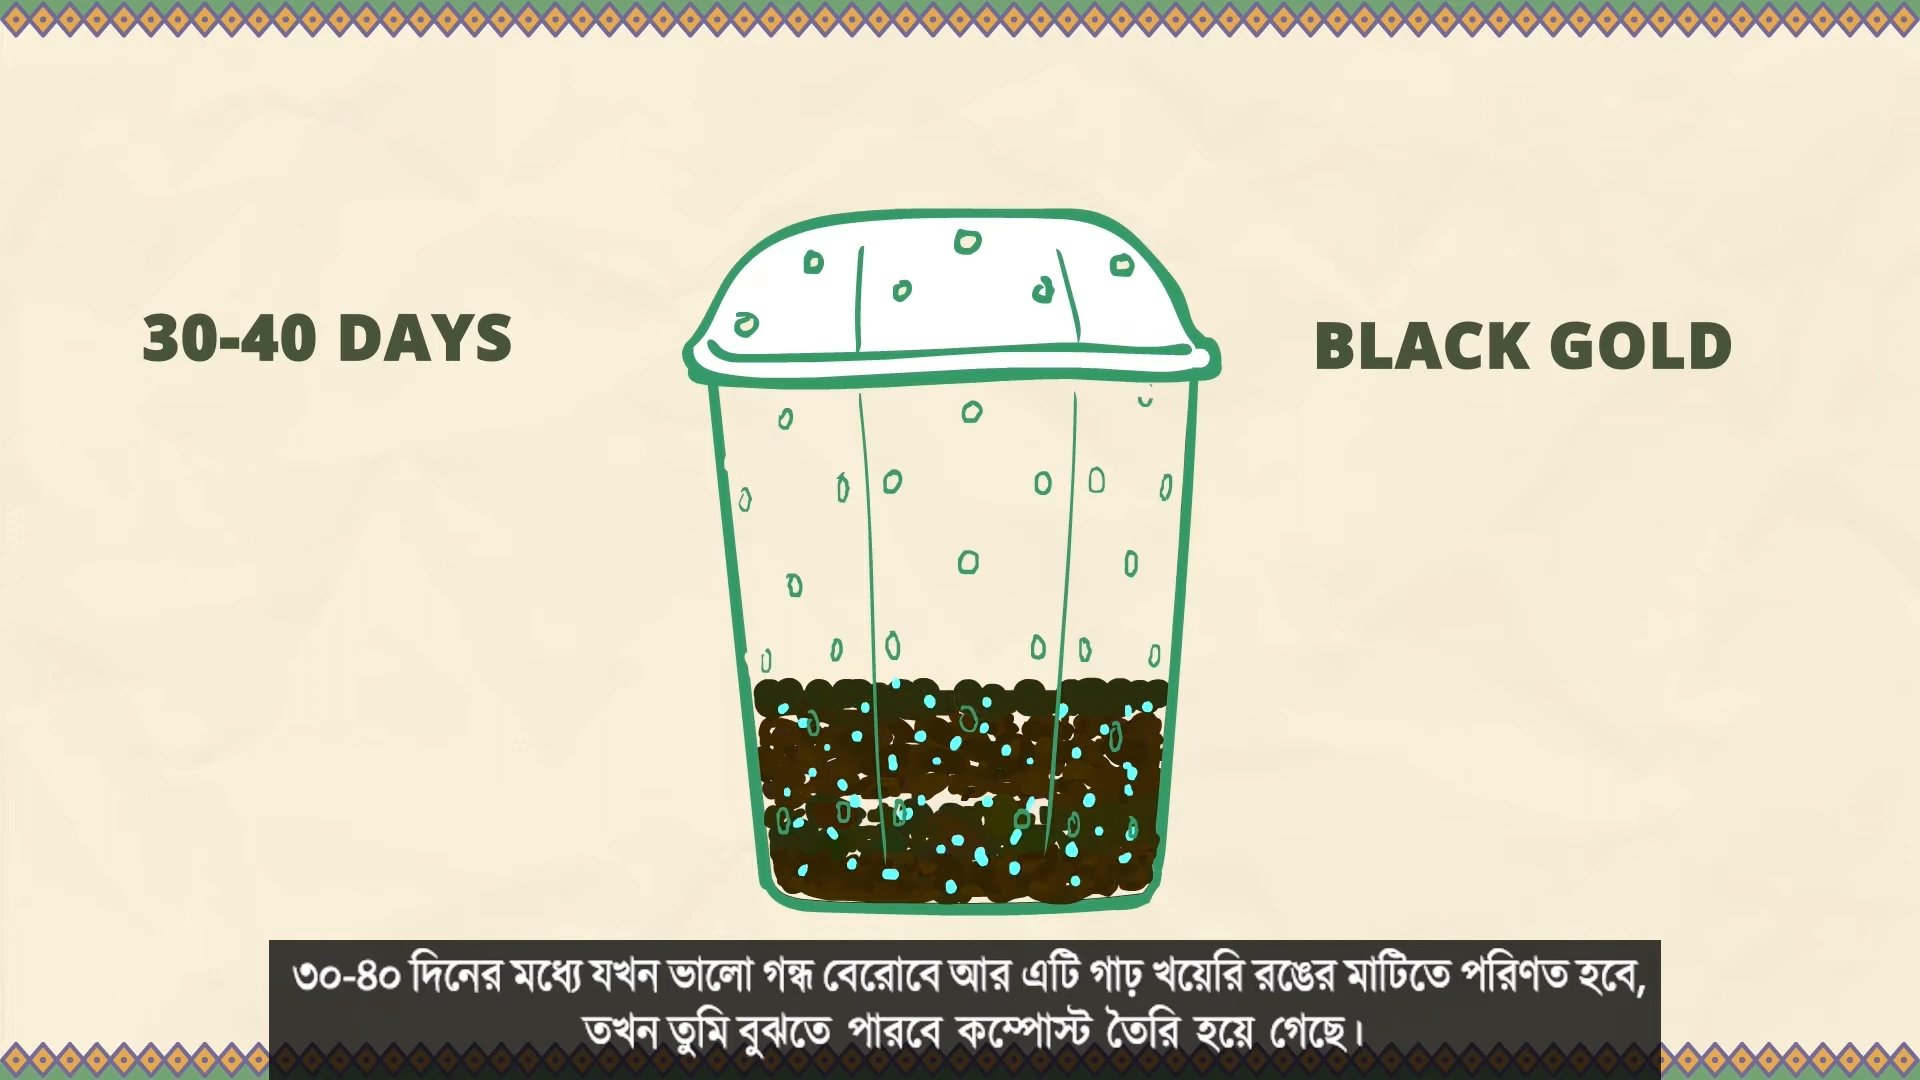 30-40 DAYS
BLACK GOLD
৩০-৪০ দিনের মধ্যে যখন ভালো গন্ধ বেরোবে আর এটি গাঢ় খয়েরি রঙের মাটিতে পরিণত হবে,
তখন তুমি বুঝতে পারবে কম্পোস্ট তৈরি হয়ে গেছে।